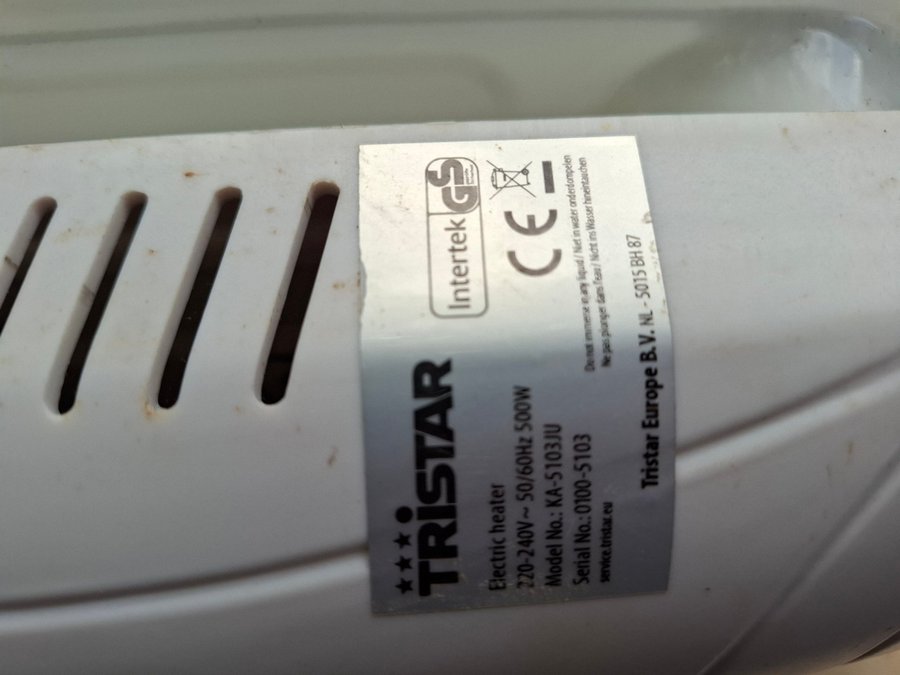 TRISTAR
Electric heater
220-240V ~ 50/60Hz 500W
Model No.: KA-5103JU
Serial No.: 0100-5103
service.tristar.eu
Intertek
GS
CE
Do not immerse in any liquid / Niet in water onderdompelen
Ne pas plonger dans l'eau / Nicht ins Wasser hineintauchen
Tristar Europe B.V. NL - 5015 BH 87